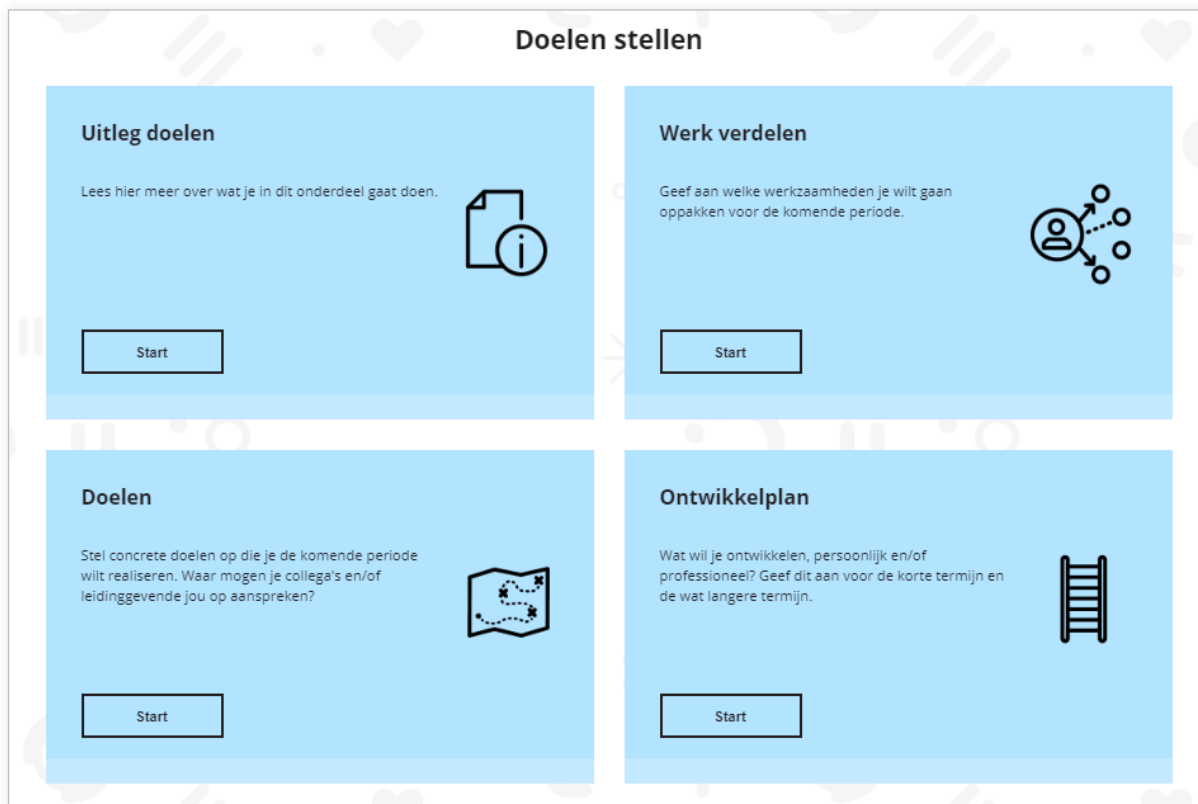 Doelen stellen
Uitleg doelen
Lees hier meer over wat je in dit onderdeel gaat doen.
Start
Werk verdelen
Geef aan welke werkzaamheden je wilt gaan
oppakken voor de komende periode.
Start
Doelen
Stel concrete doelen op die je de komende periode
wilt realiseren. Waar mogen je collega's en/of
leidinggevende jou op aanspreken?
Start
Ontwikkelplan
Wat wil je ontwikkelen, persoonlijk en/of
professioneel? Geef dit aan voor de korte termijn en
de wat langere termijn.
Start